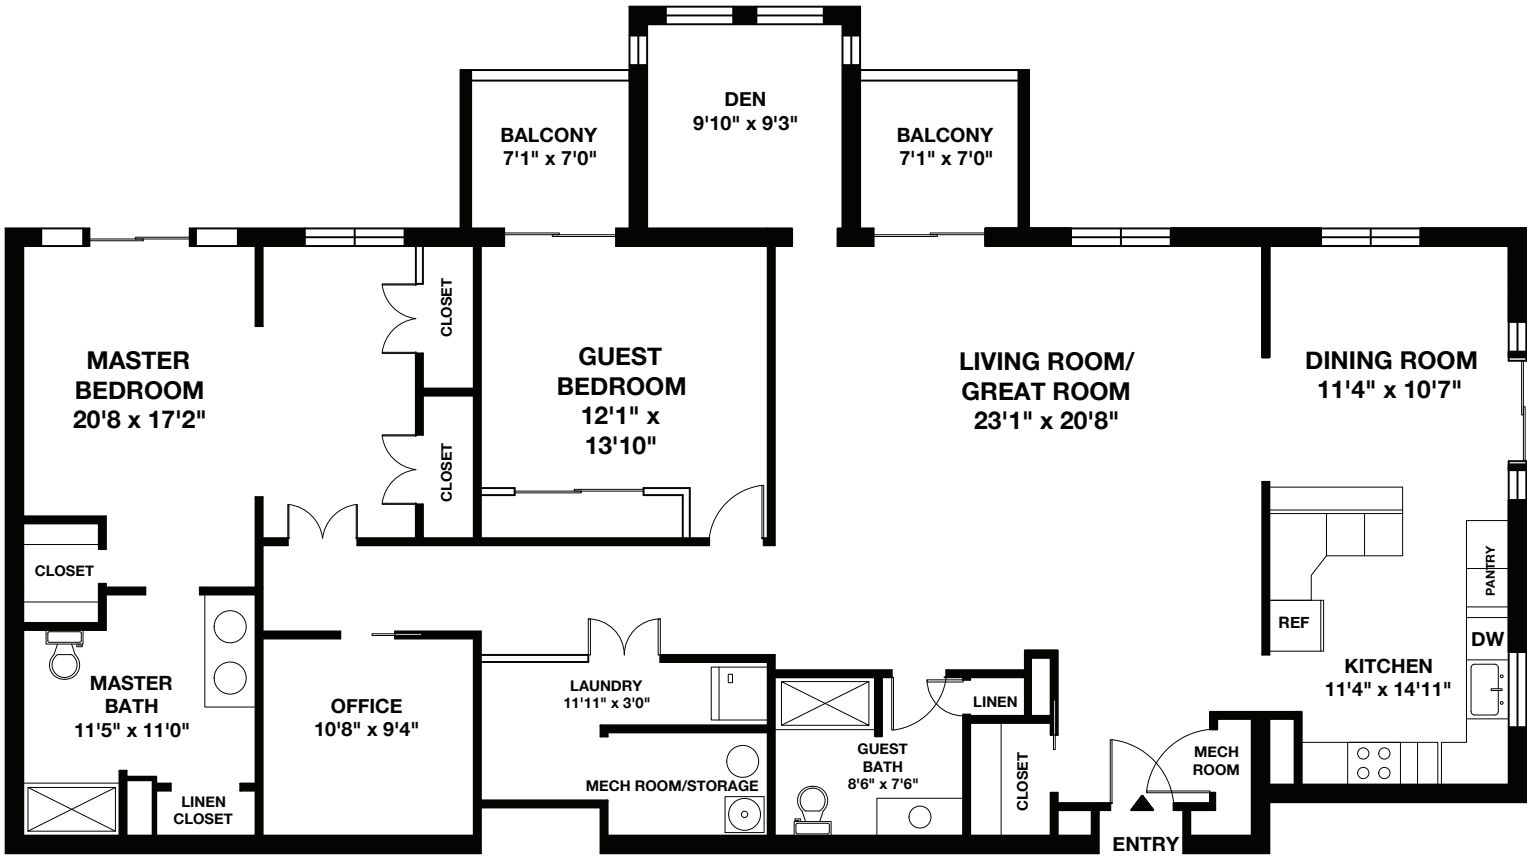 DEN
9'10" x 9'3"
BALCONY
7'1" x 7'0"
BALCONY
7'1" x 7'0"
MASTER
BEDROOM
20'8 x 17'2"
CLOSET
CLOSET
GUEST
BEDROOM
12'1" x
13'10"
LIVING ROOM/
GREAT ROOM
23'1" x 20'8"
DINING ROOM
11'4" x 10'7"
CLOSET
PANTRY
REF
DW
KITCHEN
11'4" x 14'11"
MASTER
BATH
11'5" x 11'0"
OFFICE
10'8" x 9'4"
LAUNDRY
11'11" x 3'0"
LINEN
GUEST
BATH
8'6" x 7'6"
CLOSET
MECH
ROOM
MECH ROOM/STORAGE
LINEN
CLOSET
ENTRY